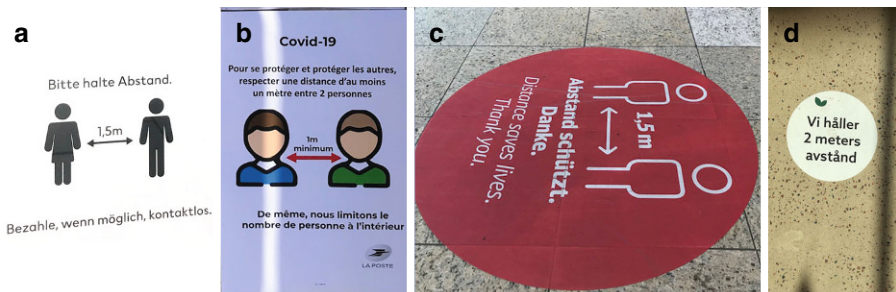 a
Bitte halte Abstand.
1,5m
Bezahle, wenn möglich, kontaktlos.
b
Covid-19
Pour se protéger et protéger les autres,
respecter une distance d'au moins
un mètre entre 2 personnes
1m
minimum
De même, nous limitons le
nombre de personne à l'intérieur
LA POSTE
c
1,5 m
Abstand schützt.
Danke.
Distance saves lives.
Thank you.
d
Vi håller
2 meters
avstånd